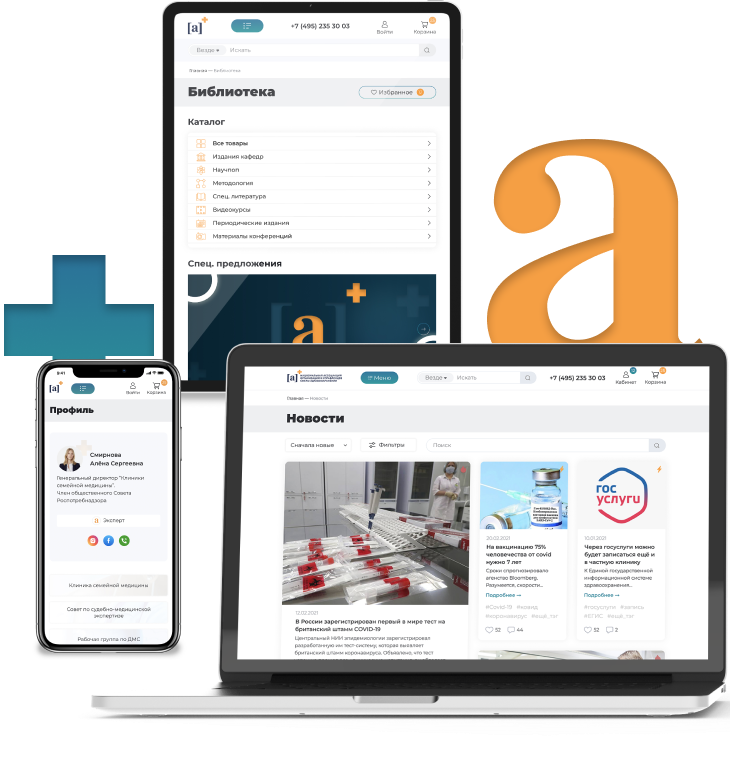 [a]
+7 (495) 235 30 03
Войти
Корзина
Везде
Искать
Главная — Библиотека
Библиотека
Избранное
Каталог
Все товары
Издания кафедр
Научпоп
Методология
Спец. литература
Видеокурсы
Периодические издания
Материалы конференций
Спец. предложения
[a]
a
9:41
[a]
Войти
Корзина
Профиль
Смирнова
Алёна Сергеевна
Генеральный директор "Клиники
семейной медицины".
Член общественного Совета
Роспотребнадзора
Эксперт
Клиника семейной медицины
Совет по судебно-медицинской
экспертизе
Рабочая группа по ДМС
[a]
Меню
Везде
Искать
+7 (495) 235 30 03
Кабинет
Корзина
Главная — Новости
Новости
Сначала новые
Фильтры
Поиск
12.02.2021
В России зарегистрирован первый в мире тест на
британский штамм COVID-19
Центральный НИИ эпидемиологии зарегистрировал
разработанную им тест-систему, которая выявляет
британский штамм коронавируса. Объявлено, что тест
20.02.2021
На вакцинацию 75%
человечества от covid
нужно 7 лет
Сроки спрогнозировало
агенство Bloomberg.
Разумеется, скорости...
Подробнее →
#Covid-19 #ковид
#коронавирус #ещё_тэг
52
44
гос
услуги
10.01.2021
Через госуслуги можно
будет записаться ещё и
в частную клинику
К Единой государственной
информационной системе
здравоохранения...
Подробнее →
#госуслуги #запись
#ЕГИС #ещё_тэг
52
2